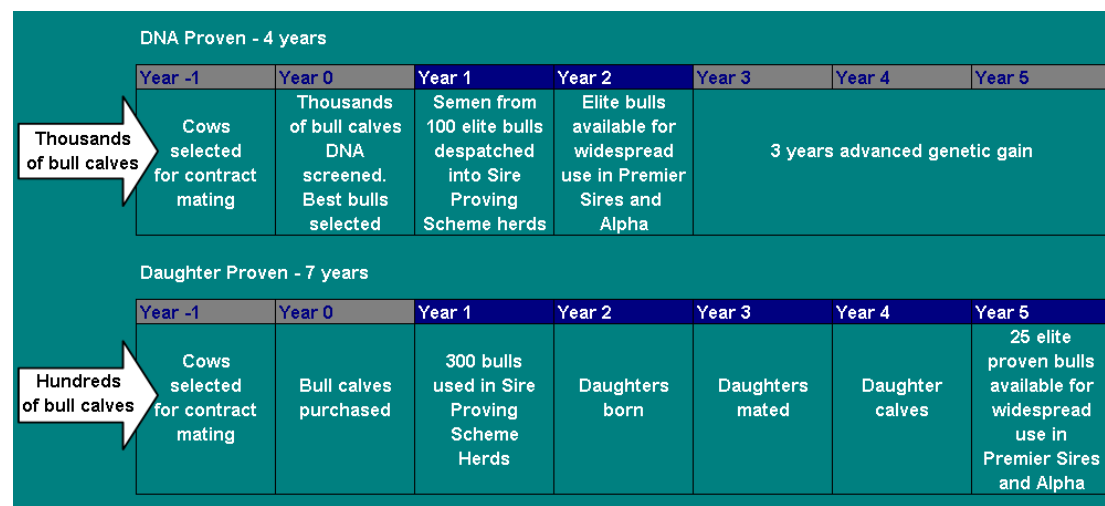 DNA Proven - 4 years
Year -1
Year 0
Year 1
Year 2
Year 3
Year 4
Year 5
Thousands
of bull calves
Cows
selected
for contract
mating
Thousands
of bull calves
DNA
screened.
Best bulls
selected
Semen from
100 elite bulls
despatched
into Sire
Proving
Scheme herds
Elite bulls
available for
widespread
use in Premier
Sires and
Alpha
3 years advanced genetic gain
Daughter Proven - 7 years
Year -1
Year 0
Year 1
Year 2
Year 3
Year 4
Year 5
Hundreds
of bull calves
Cows
selected
for contract
mating
Bull calves
purchased
300 bulls
used in Sire
Proving
Scheme
Herds
Daughters
born
Daughters
mated
Daughter
calves
25 elite
proven bulls
available for
widespread
use in
Premier Sires
and Alpha